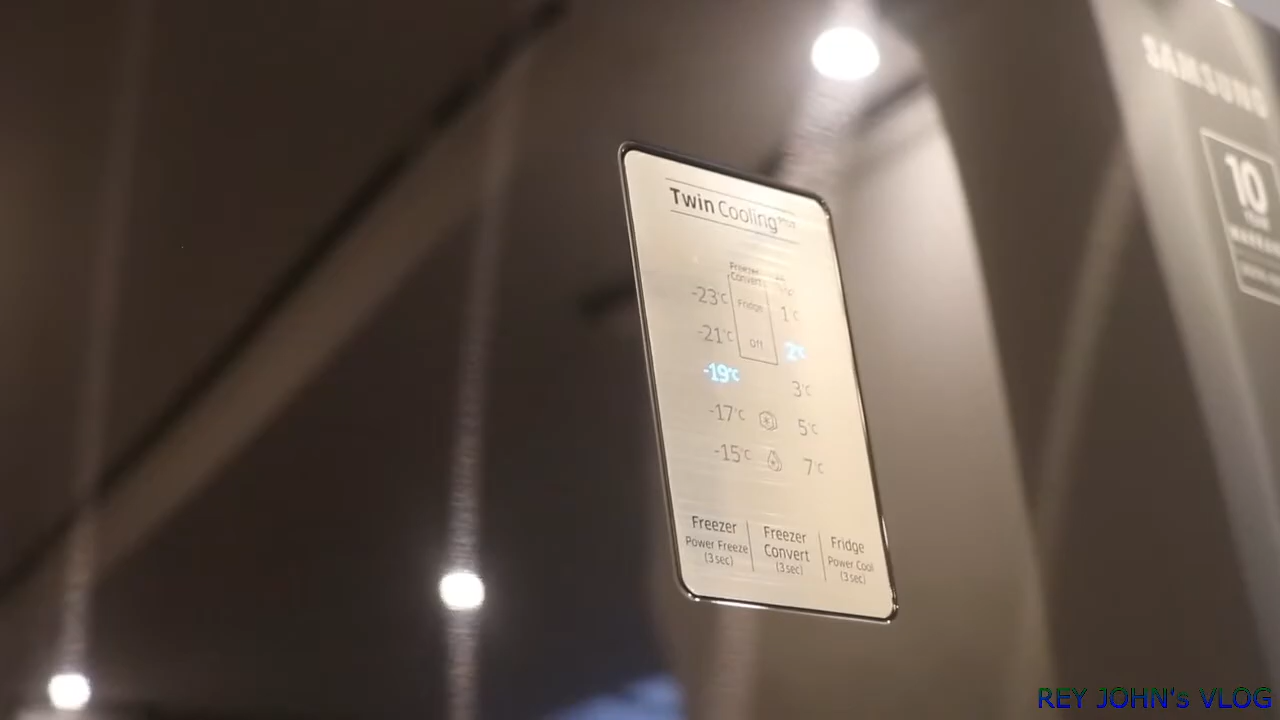 SAMSUNG
10
Twin Cooling Plus
Freezer
Convert
-23°C
Fridge
1°C
-21°C
Off
2°C
-19°C
3°C
-17°C
5°C
-15°C
7°C
Freezer
Power Freeze
(3 sec)
Freezer
Convert
(3 sec)
Fridge
Power Cool
(3 sec)
REY JOHN's VLOG